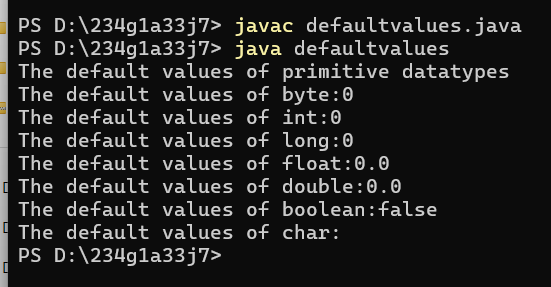 PS D:\234g1a33j7> javac defaultvalues.java
PS D:\234g1a33j7> java defaultvalues
The default values of primitive datatypes
The default values of byte:0
The default values of int:0
The default values of long:0
The default values of float:0.0
The default values of double:0.0
The default values of boolean:false
The default values of char:
PS D:\234g1a33j7>